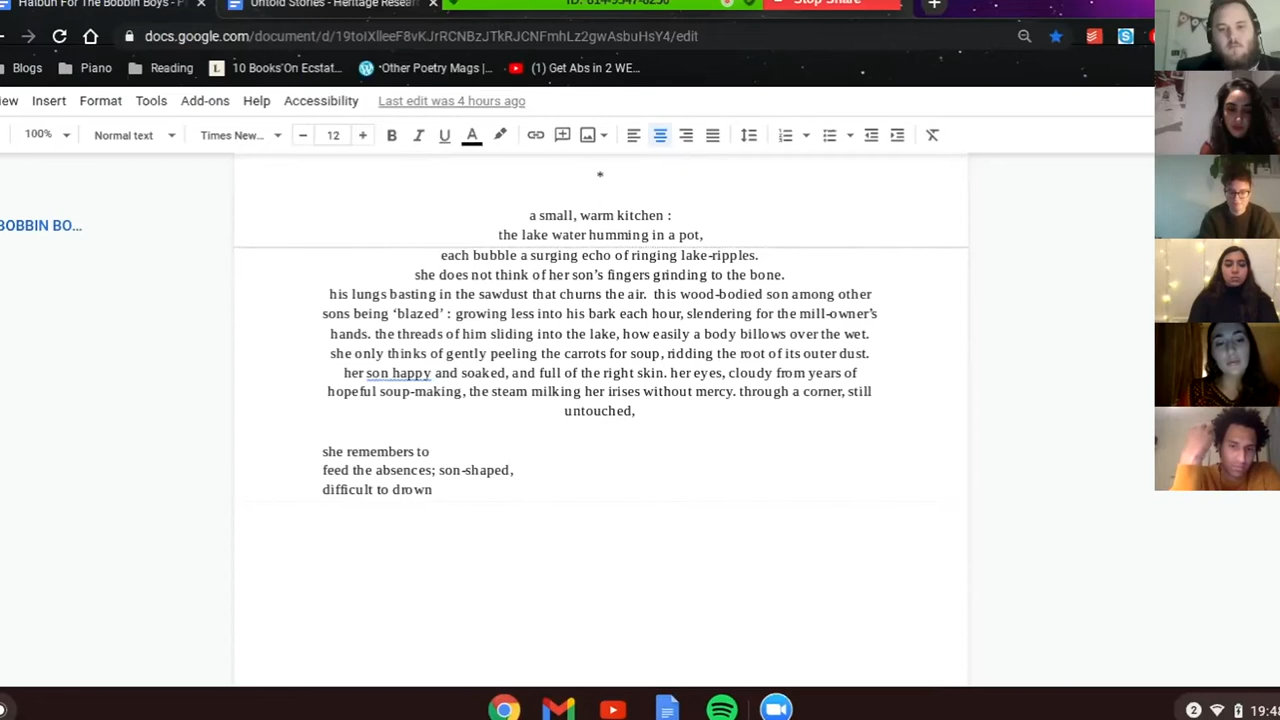 Haibun For The Bobbin Boys - P
Untold Stories - Heritage Resear
Stop Share
docs.google.com/document/d/19toIXlleeF8vKJrRCNBzJTkRJCNFmhLz2gwAsbuHsY4/edit
Blogs
Piano
Reading
10 Books On Ecstat...
Other Poetry Mags |...
(1) Get Abs in 2 WE...
iew Insert Format Tools Add-ons Help Accessibility Last edit was 4 hours ago
100% Normal text Times New... 12
*
BOBBIN BO...
a small, warm kitchen :
the lake water humming in a pot,
each bubble a surging echo of ringing lake-ripples.
she does not think of her son’s fingers grinding to the bone.
his lungs basting in the sawdust that churns the air. this wood-bodied son among other
sons being ‘blazed’ : growing less into his bark each hour, slendering for the mill-owner’s
hands. the threads of him sliding into the lake, how easily a body billows over the wet.
she only thinks of gently peeling the carrots for soup, ridding the root of its outer dust.
her son happy and soaked, and full of the right skin. her eyes, cloudy from years of
hopeful soup-making, the steam milking her irises without mercy. through a corner, still
untouched,
she remembers to
feed the absences; son-shaped,
difficult to drown
2
19:48